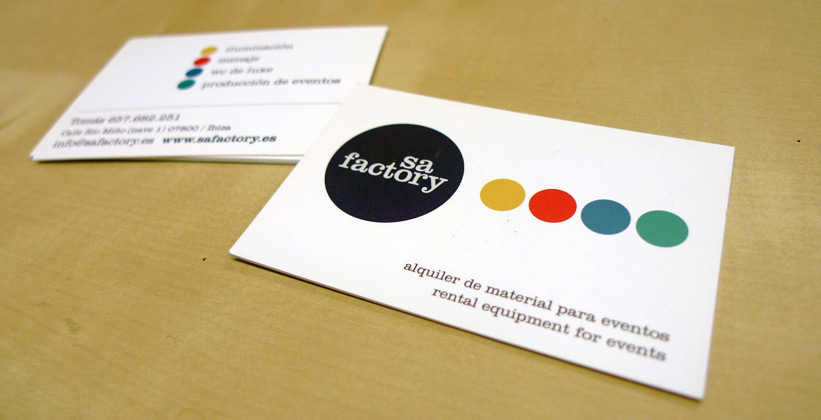 iluminación
menaje
wc de luxe
producción de eventos
Tomás 657.682.251
Calle Río Miño (nave 1) 07800 / Ibiza
info@safactory.es www.safactory.es
sa
factory
alquiler de material para eventos
rental equipment for events